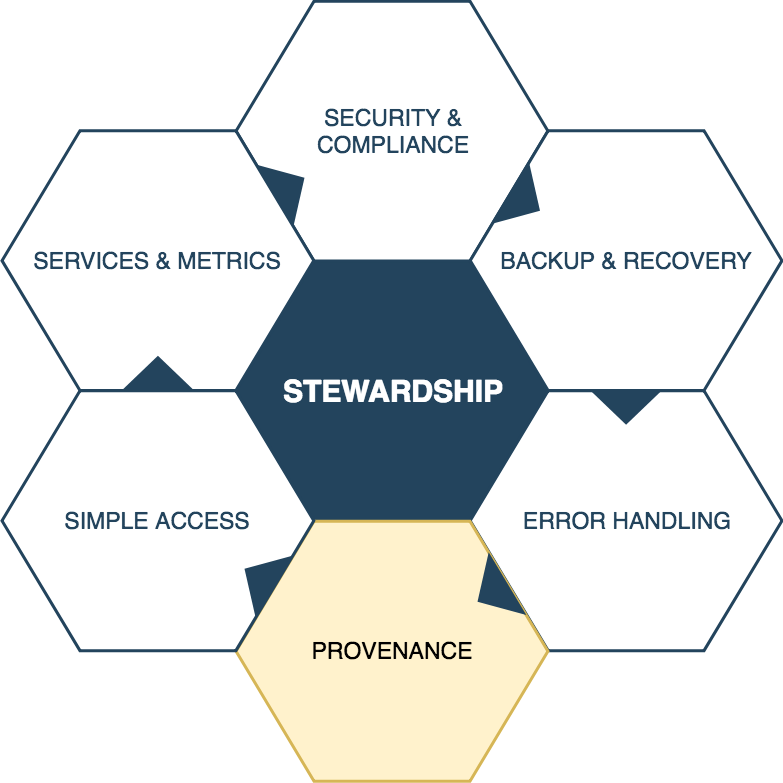 SECURITY &
COMPLIANCE
SERVICES & METRICS
BACKUP & RECOVERY
STEWARDSHIP
SIMPLE ACCESS
ERROR HANDLING
PROVENANCE